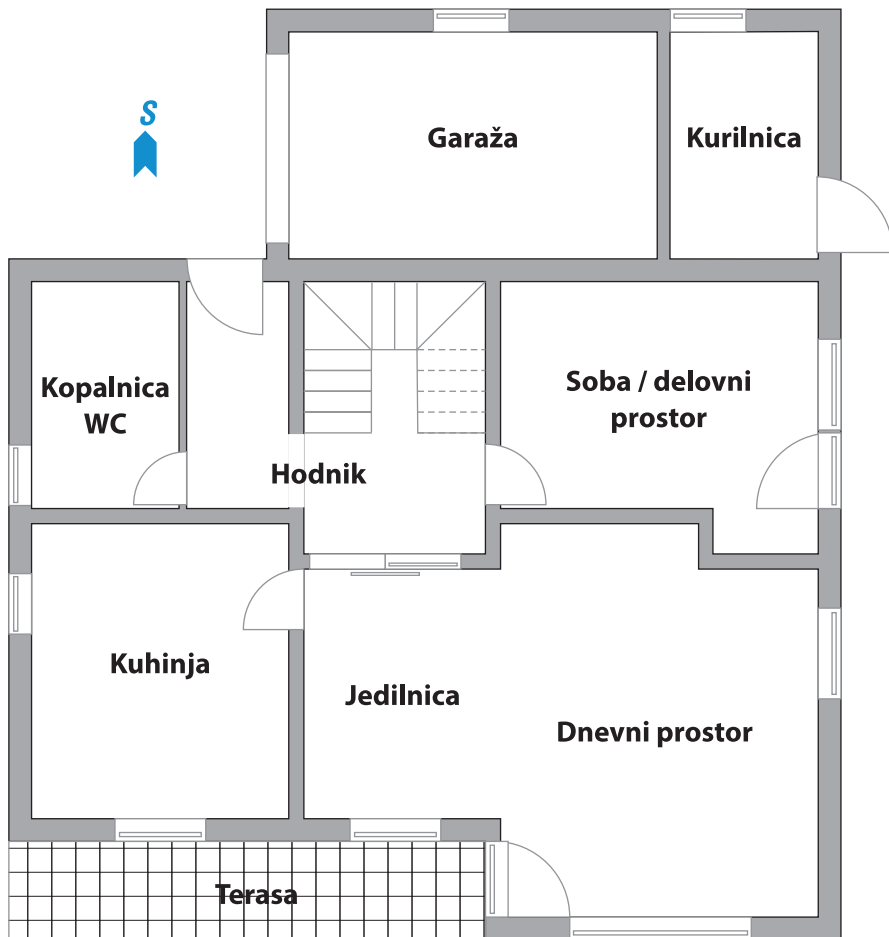 S
Garaža
Kurilnica
Kopalnica
WC
Soba / delovni
prostor
Hodnik
Kuhinja
Jedilnica
Dnevni prostor
Terasa